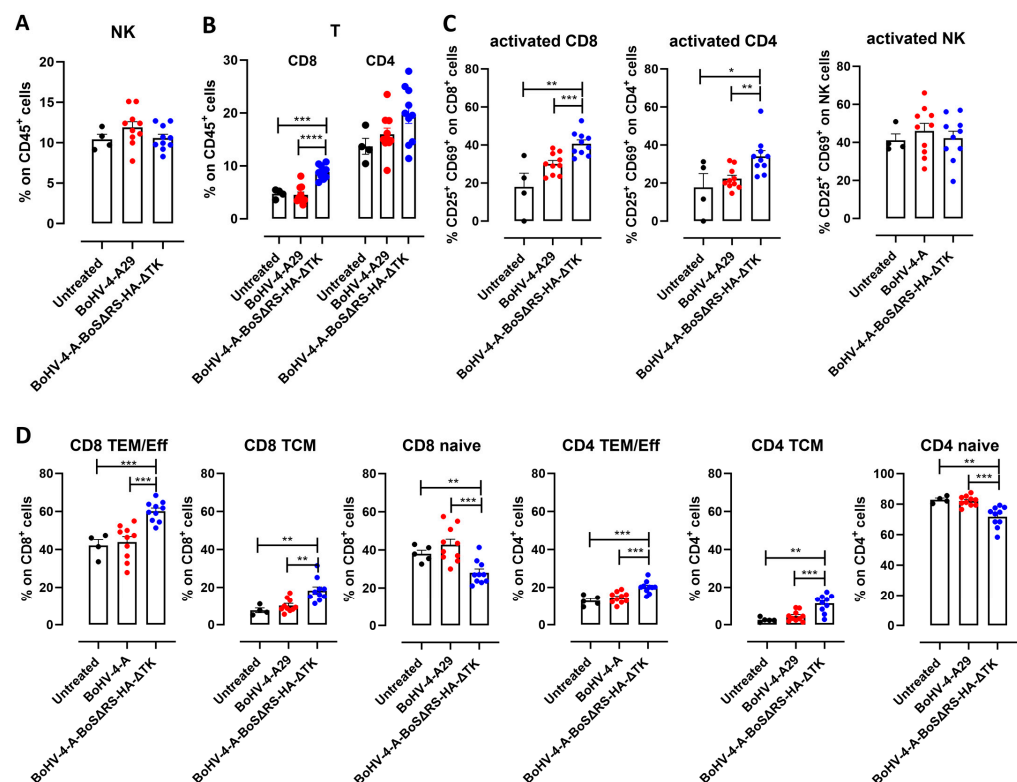 A
NK
% on CD45+ cells
15
10
5
0
Untreated
BoHV-4-A29
BoHV-4-A-BoSΔRS-HA-ΔTK
B
T
CD8
CD4
% on CD45+ cells
30
20
10
0
***
****
Untreated
BoHV-4-A29
BoHV-4-A-BoSΔRS-HA-ΔTK
Untreated
BoHV-4-A29
BoHV-4-A-BoSΔRS-HA-ΔTK
C
activated CD8
% CD25+ CD69+ on CD8+ cells
80
60
40
20
0
**
***
Untreated
BoHV-4-A29
BoHV-4-A-BoSΔRS-HA-ΔTK
activated CD4
% CD25+ CD69+ on CD4+ cells
80
60
40
20
0
*
**
Untreated
BoHV-4-A29
BoHV-4-A-BoSΔRS-HA-ΔTK
activated NK
% CD25+ CD69+ on NK cells
80
60
40
20
0
Untreated
BoHV-4-A
BoHV-4-A-BoSΔRS-HA-ΔTK
D
CD8 TEM/Eff
% on CD8+ cells
80
60
40
20
0
***
***
Untreated
BoHV-4-A
BoHV-4-A-BoSΔRS-HA-ΔTK
CD8 TCM
% on CD8+ cells
80
60
40
20
0
**
**
Untreated
BoHV-4-A29
BoHV-4-A-BoSΔRS-HA-ΔTK
CD8 naive
% on CD8+ cells
80
60
40
20
0
**
***
Untreated
BoHV-4-A29
BoHV-4-A-BoSΔRS-HA-ΔTK
CD4 TEM/Eff
% on CD4+ cells
80
60
40
20
0
***
***
Untreated
BoHV-4-A
BoHV-4-A-BoSΔRS-HA-ΔTK
CD4 TCM
% on CD4+ cells
80
60
40
20
0
**
***
Untreated
BoHV-4-A29
BoHV-4-A-BoSΔRS-HA-ΔTK
CD4 naive
% on CD4+ cells
100
80
60
40
20
0
**
***
Untreated
BoHV-4-A29
BoHV-4-A-BoSΔRS-HA-ΔTK